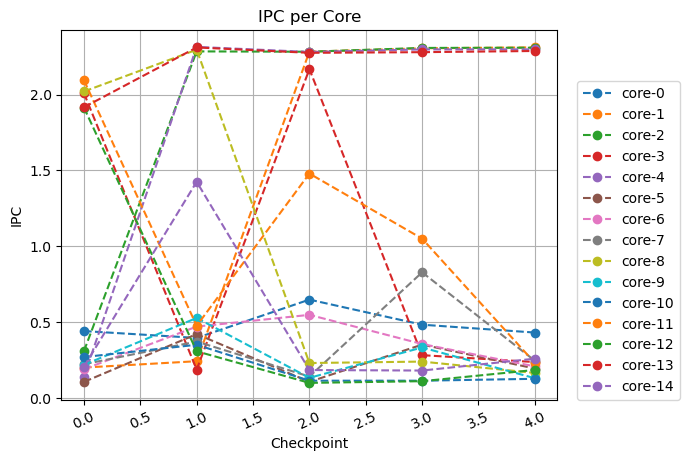 IPC per Core
IPC
2.0
1.5
1.0
0.5
0.0
0.0
0.5
1.0
1.5
2.0
2.5
3.0
3.5
4.0
Checkpoint
core-0
core-1
core-2
core-3
core-4
core-5
core-6
core-7
core-8
core-9
core-10
core-11
core-12
core-13
core-14